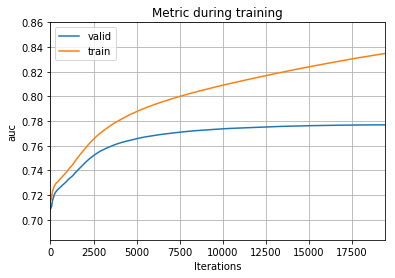 Metric during training
valid
train
auc
0.86
0.84
0.82
0.80
0.78
0.76
0.74
0.72
0.70
0 2500 5000 7500 10000 12500 15000 17500
Iterations